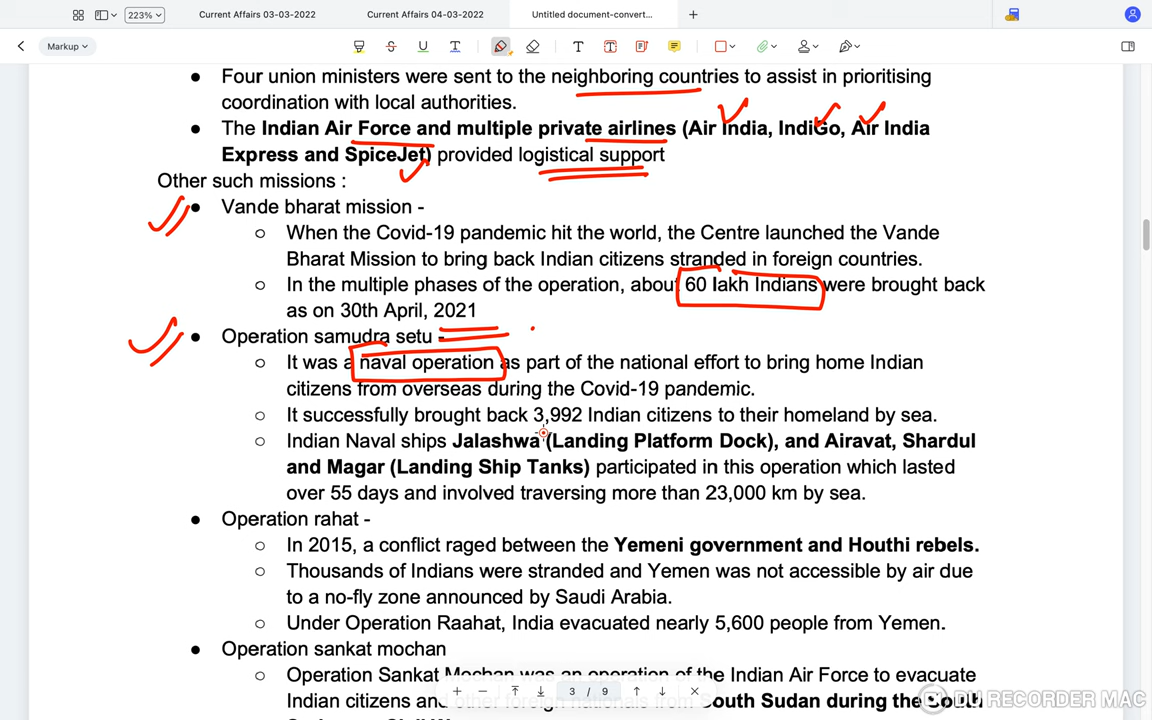 223%
Current Affairs 03-03-2022
Current Affairs 04-03-2022
Untitled document-convert...
Markup
● Four union ministers were sent to the neighboring countries to assist in prioritising
coordination with local authorities.
● The Indian Air Force and multiple private airlines (Air India, IndiGo, Air India
Express and SpiceJet) provided logistical support
Other such missions :
● Vande bharat mission -
○ When the Covid-19 pandemic hit the world, the Centre launched the Vande
Bharat Mission to bring back Indian citizens stranded in foreign countries.
○ In the multiple phases of the operation, about 60 lakh Indians were brought back
as on 30th April, 2021
● Operation samudra setu -
○ It was a naval operation as part of the national effort to bring home Indian
citizens from overseas during the Covid-19 pandemic.
○ It successfully brought back 3,992 Indian citizens to their homeland by sea.
○ Indian Naval ships Jalashwa (Landing Platform Dock), and Airavat, Shardul
and Magar (Landing Ship Tanks) participated in this operation which lasted
over 55 days and involved traversing more than 23,000 km by sea.
● Operation rahat -
○ In 2015, a conflict raged between the Yemeni government and Houthi rebels.
○ Thousands of Indians were stranded and Yemen was not accessible by air due
to a no-fly zone announced by Saudi Arabia.
○ Under Operation Raahat, India evacuated nearly 5,600 people from Yemen.
● Operation sankat mochan
○ Operation Sankat Mochan was an operation of the Indian Air Force to evacuate
Indian citizens and other foreign nationals from South Sudan during the South
3 / 9
DU RECORDER MAC